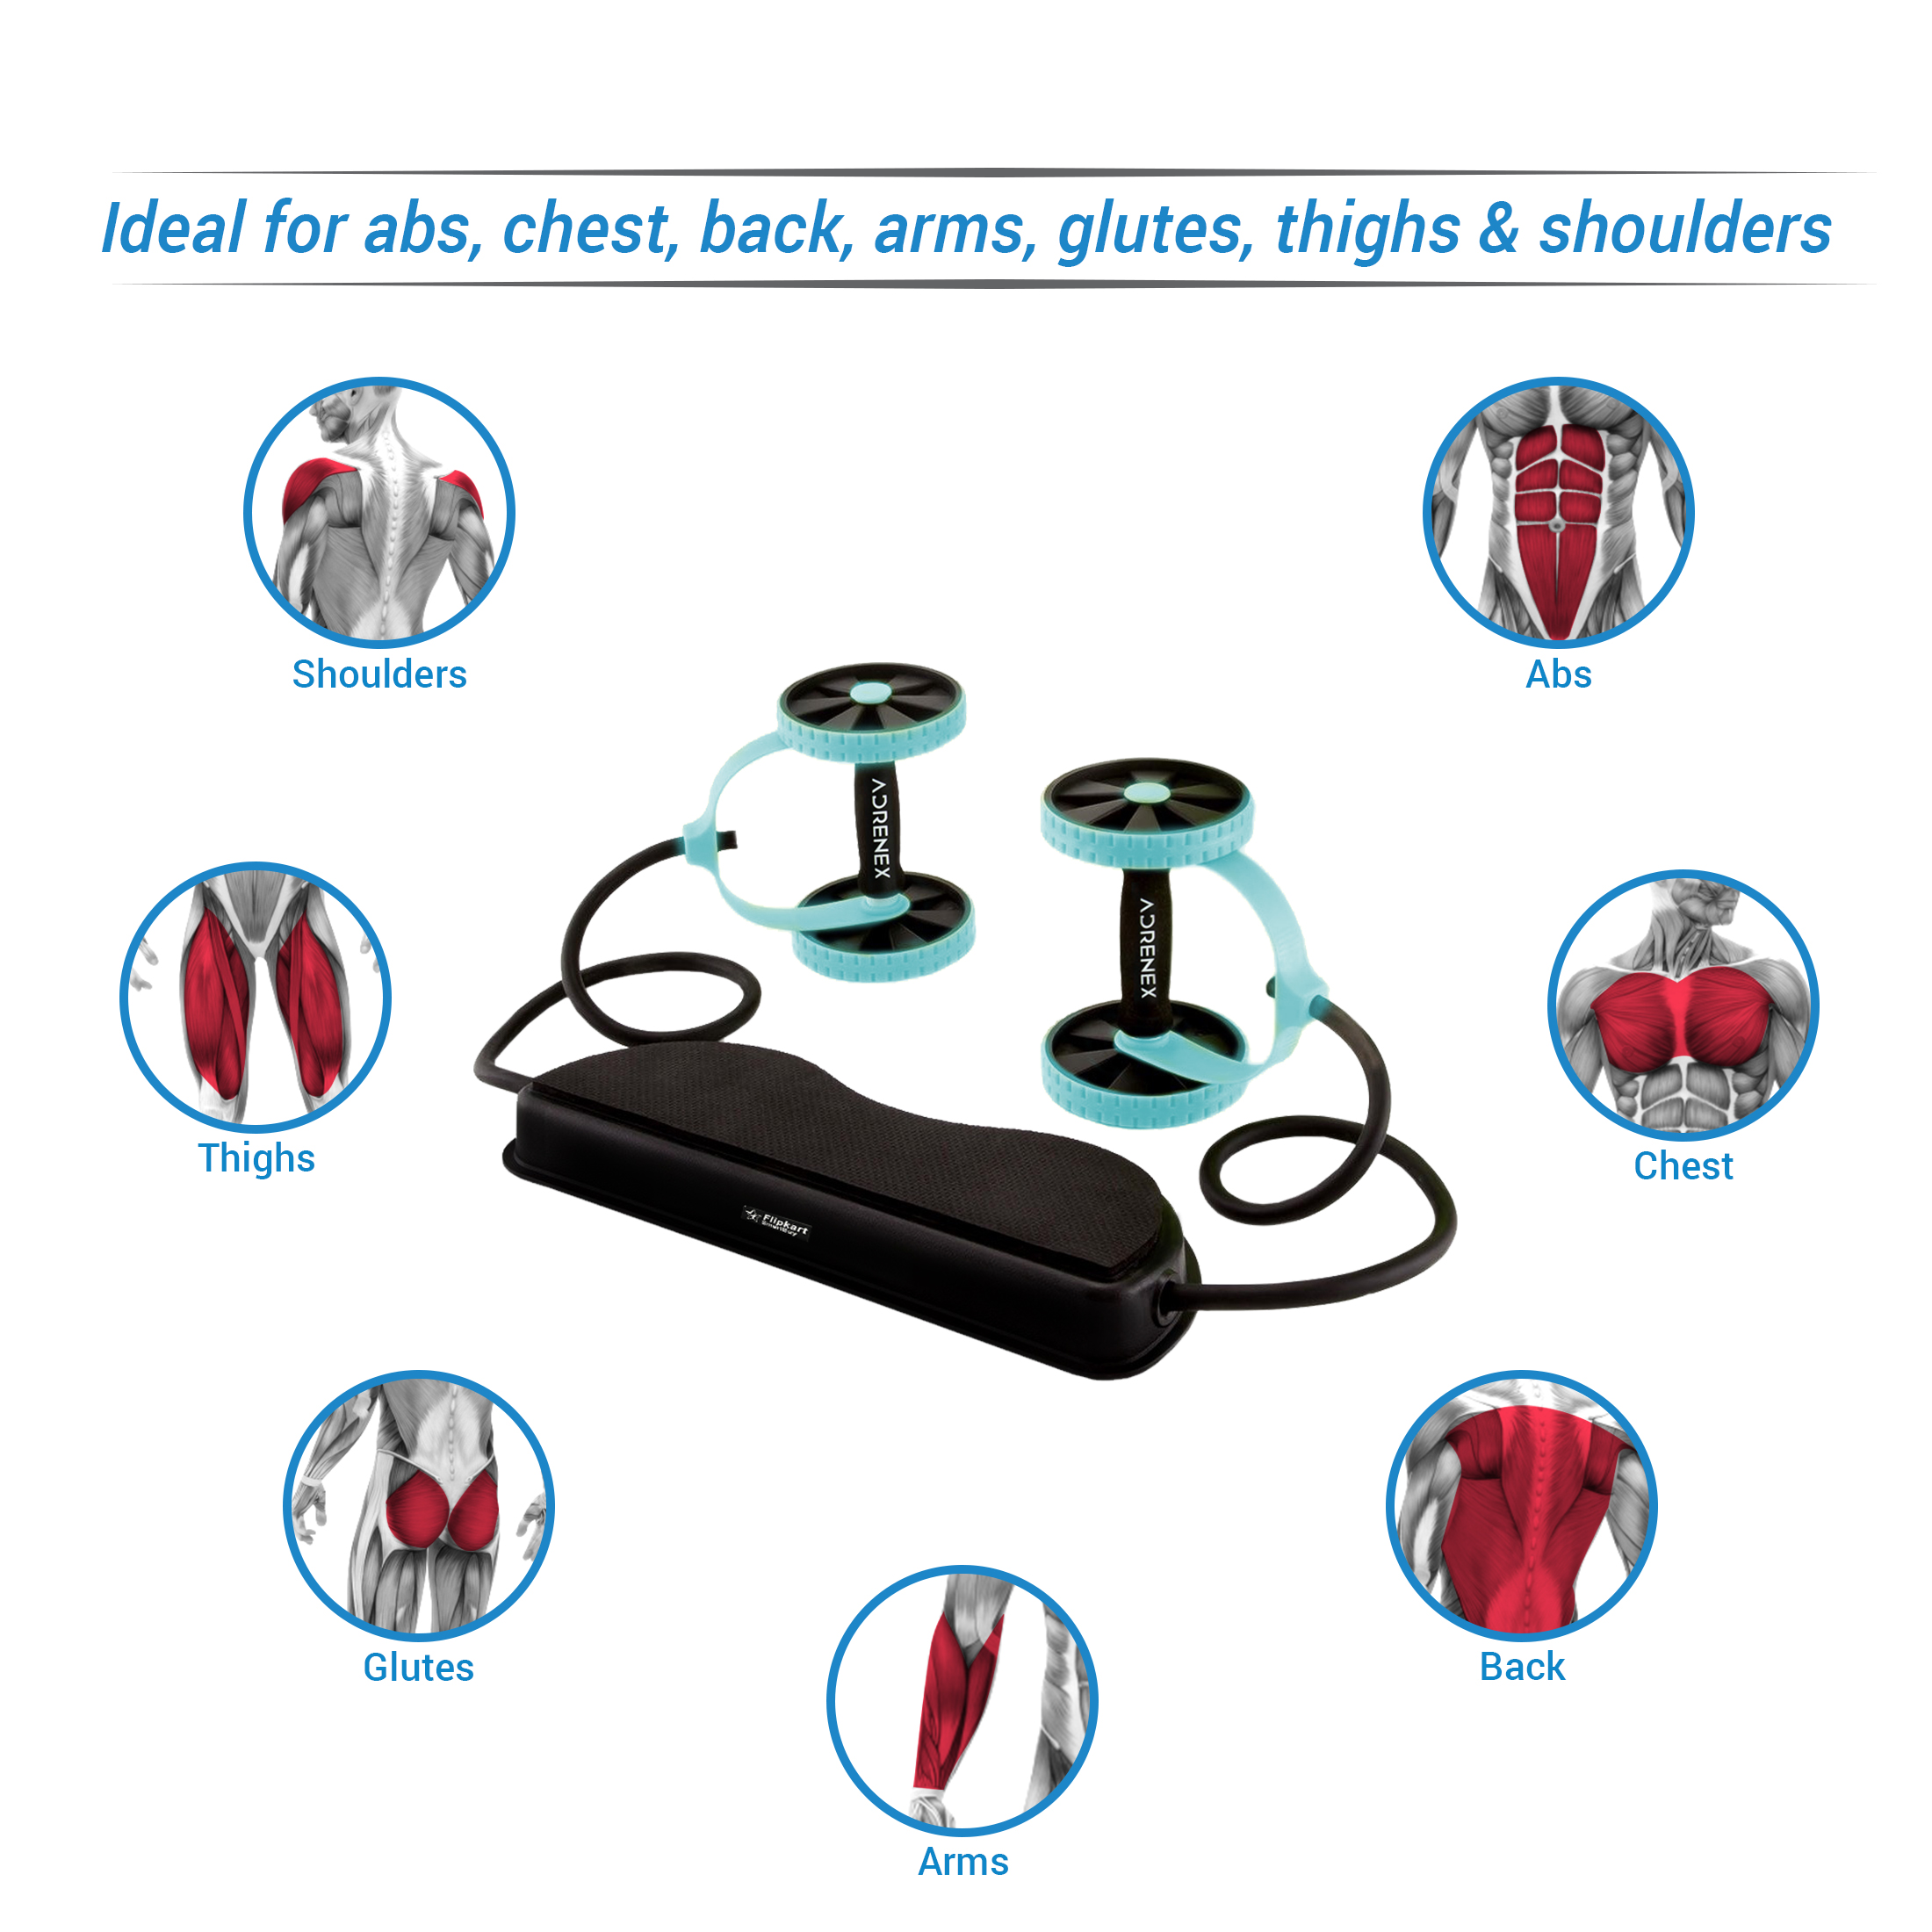 Ideal for abs, chest, back, arms, glutes, thighs & shoulders
Shoulders
Abs
ADRENEX
ADRENEX
Thighs
Chest
Flipkart
SmartBuy
Glutes
Back
Arms